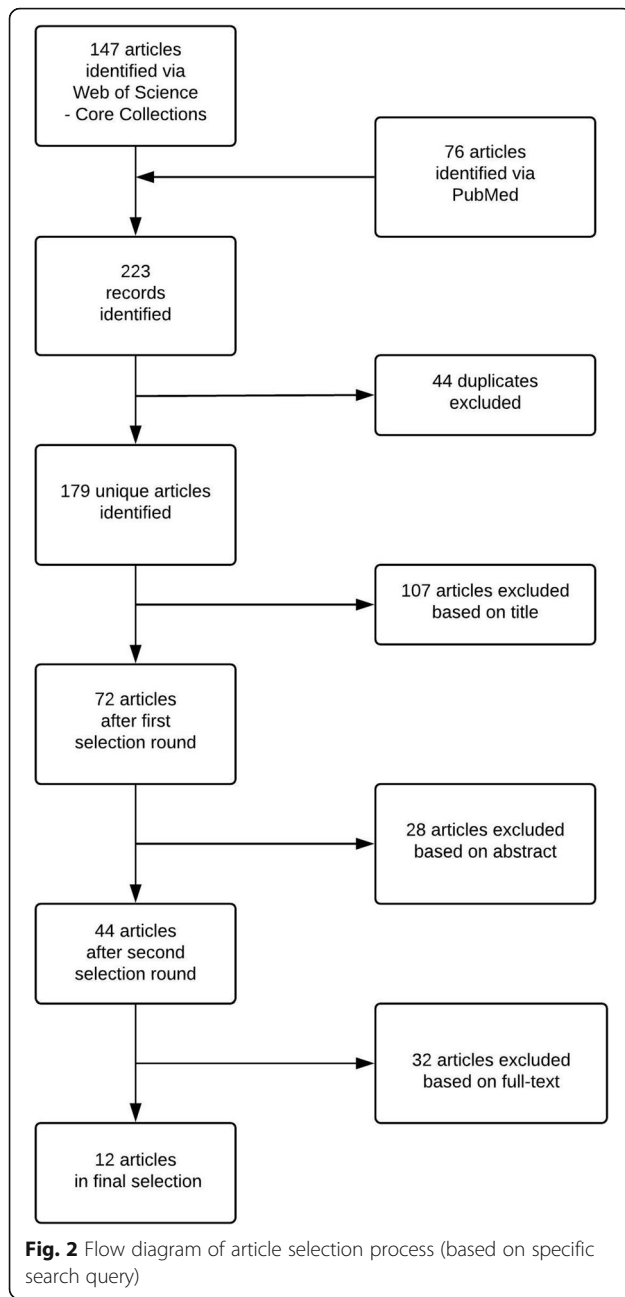 147 articles
identified via
Web of Science
- Core Collections
76 articles
identified via
PubMed
223
records
identified
44 duplicates
excluded
179 unique articles
identified
107 articles excluded
based on title
72 articles
after first
selection round
28 articles excluded
based on abstract
44 articles
after second
selection round
32 articles excluded
based on full-text
12 articles
in final selection
Fig. 2 Flow diagram of article selection process (based on specific
search query)